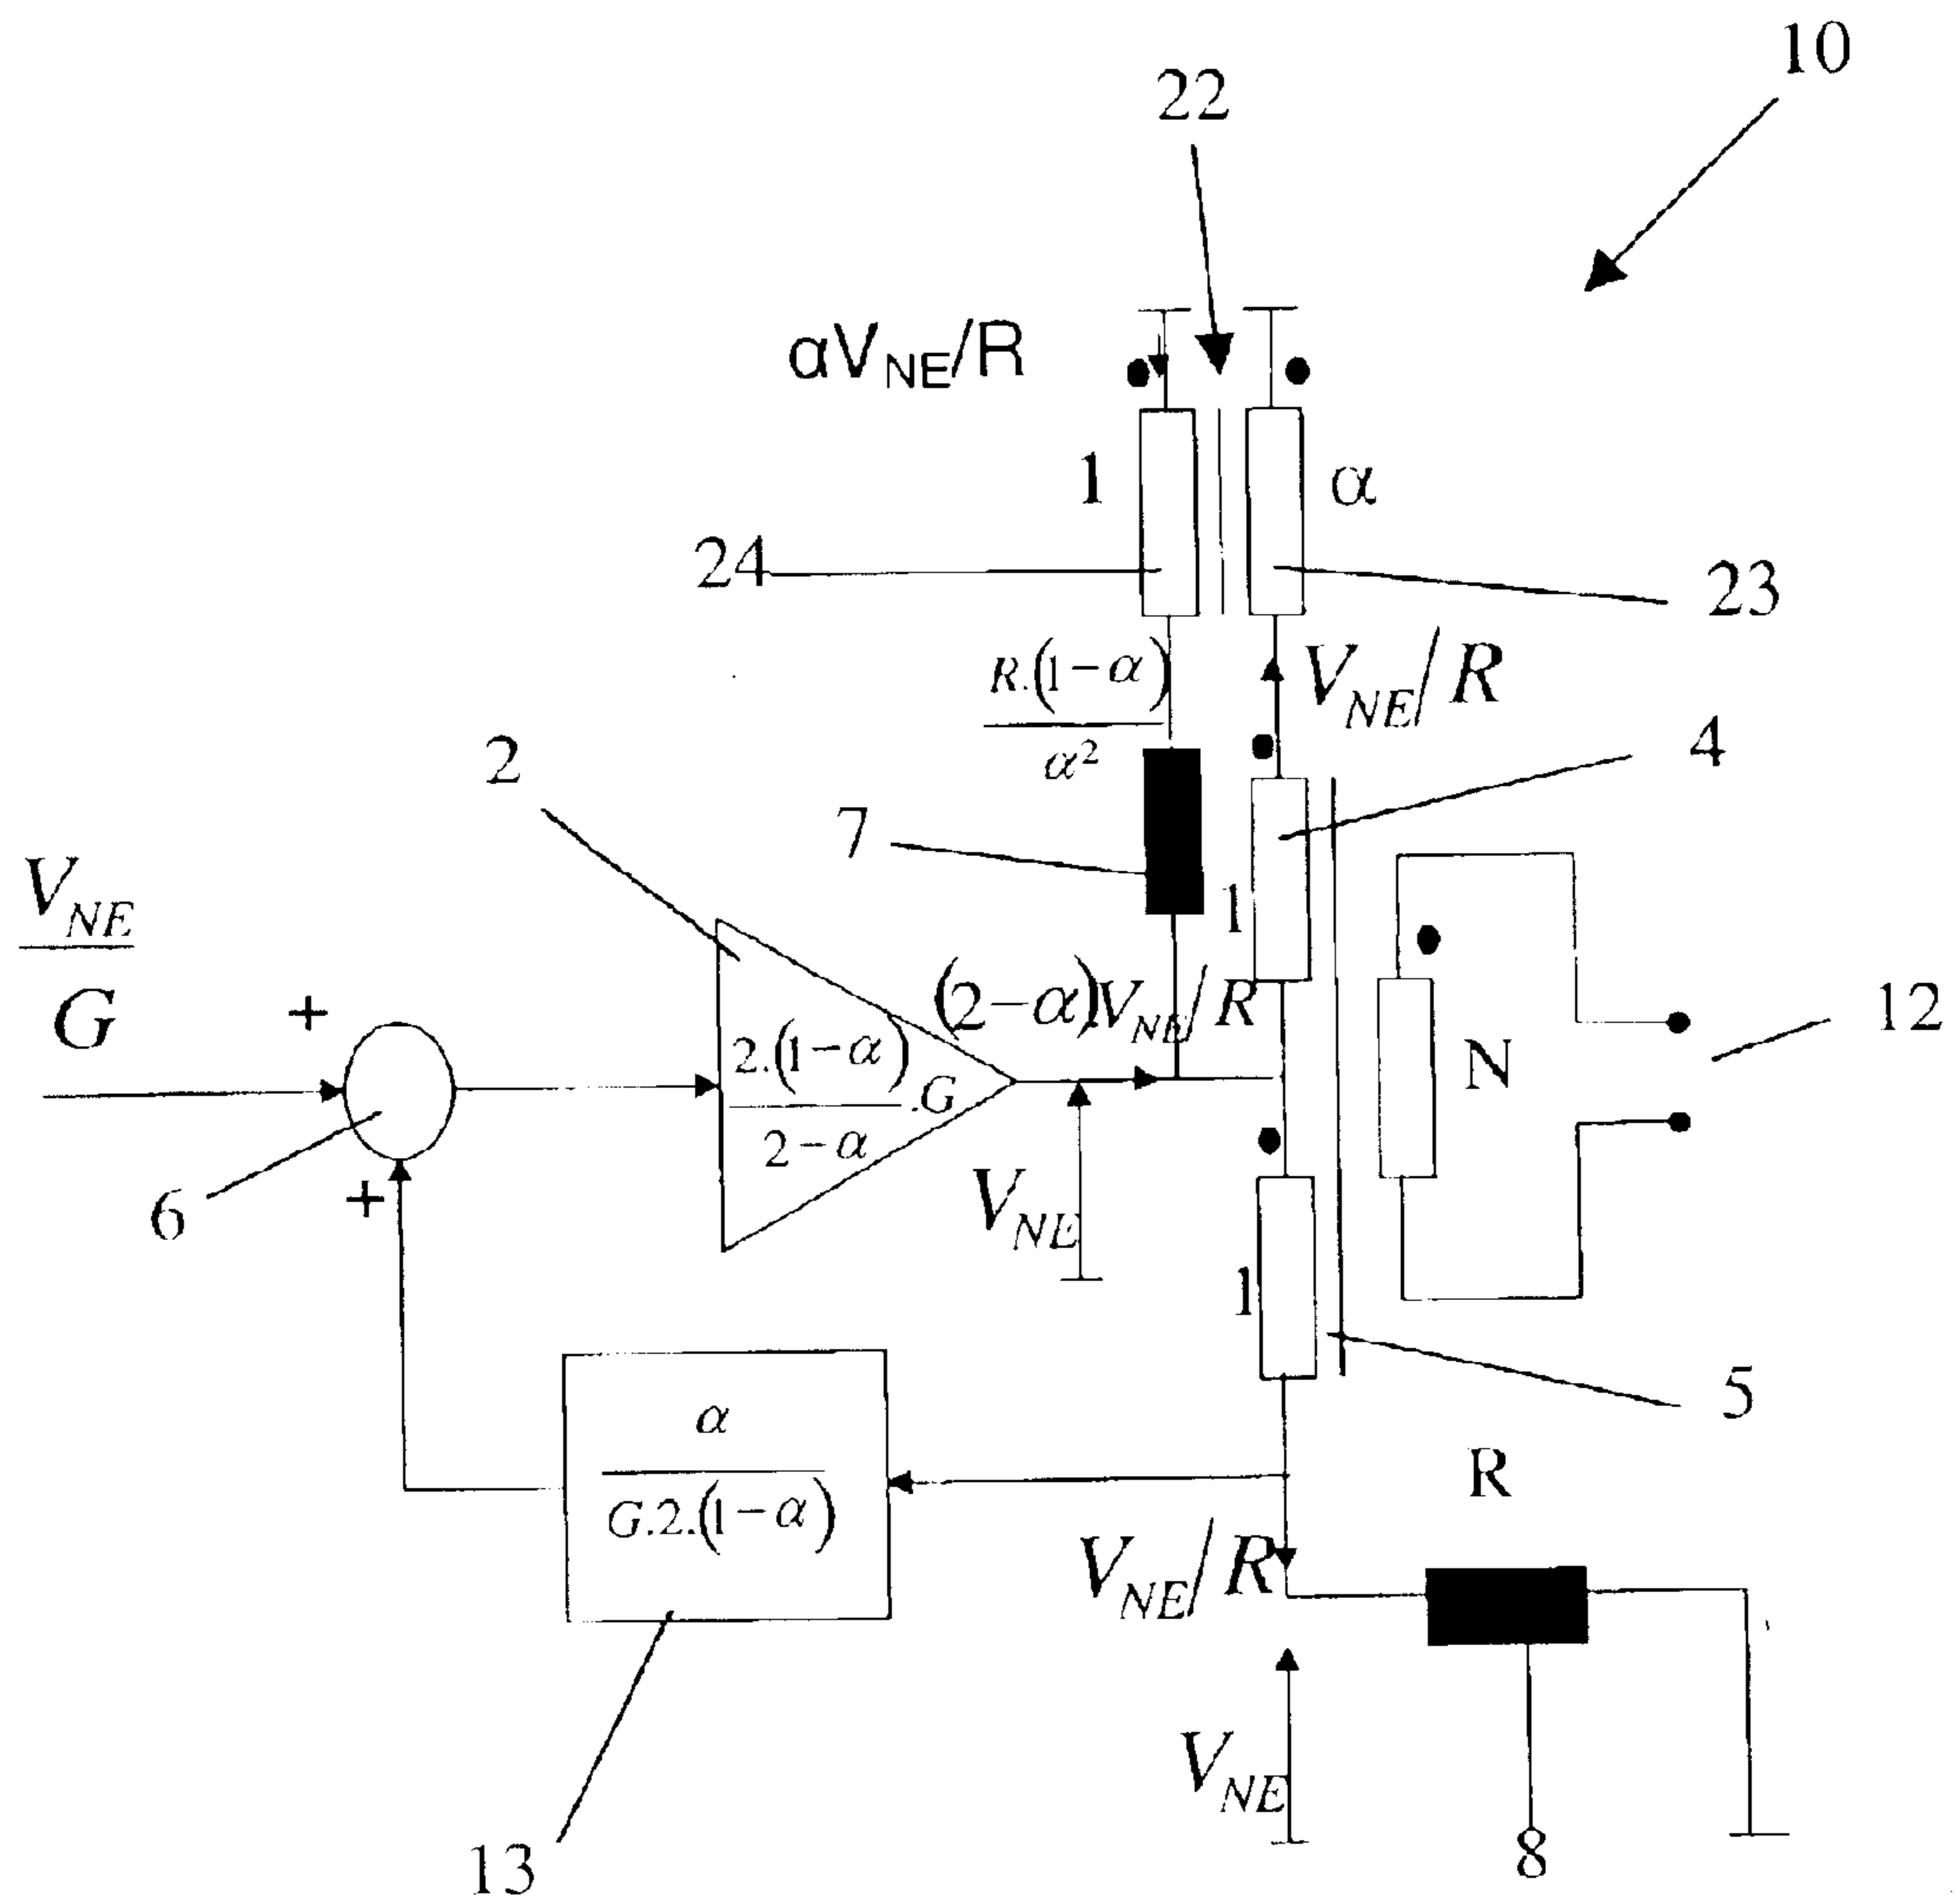 10
22
αV_NE/R
1
α
24
23
R.(1−α)
α²
V_NE/R
4
2
7
1
V_NE
G
+
(2−α)V_NE/R
12
2.(1−α)
.G
2−α
N
6
+
V_NE
1
α
G.2.(1−α)
5
R
V_NE/R
V_NE
13
8